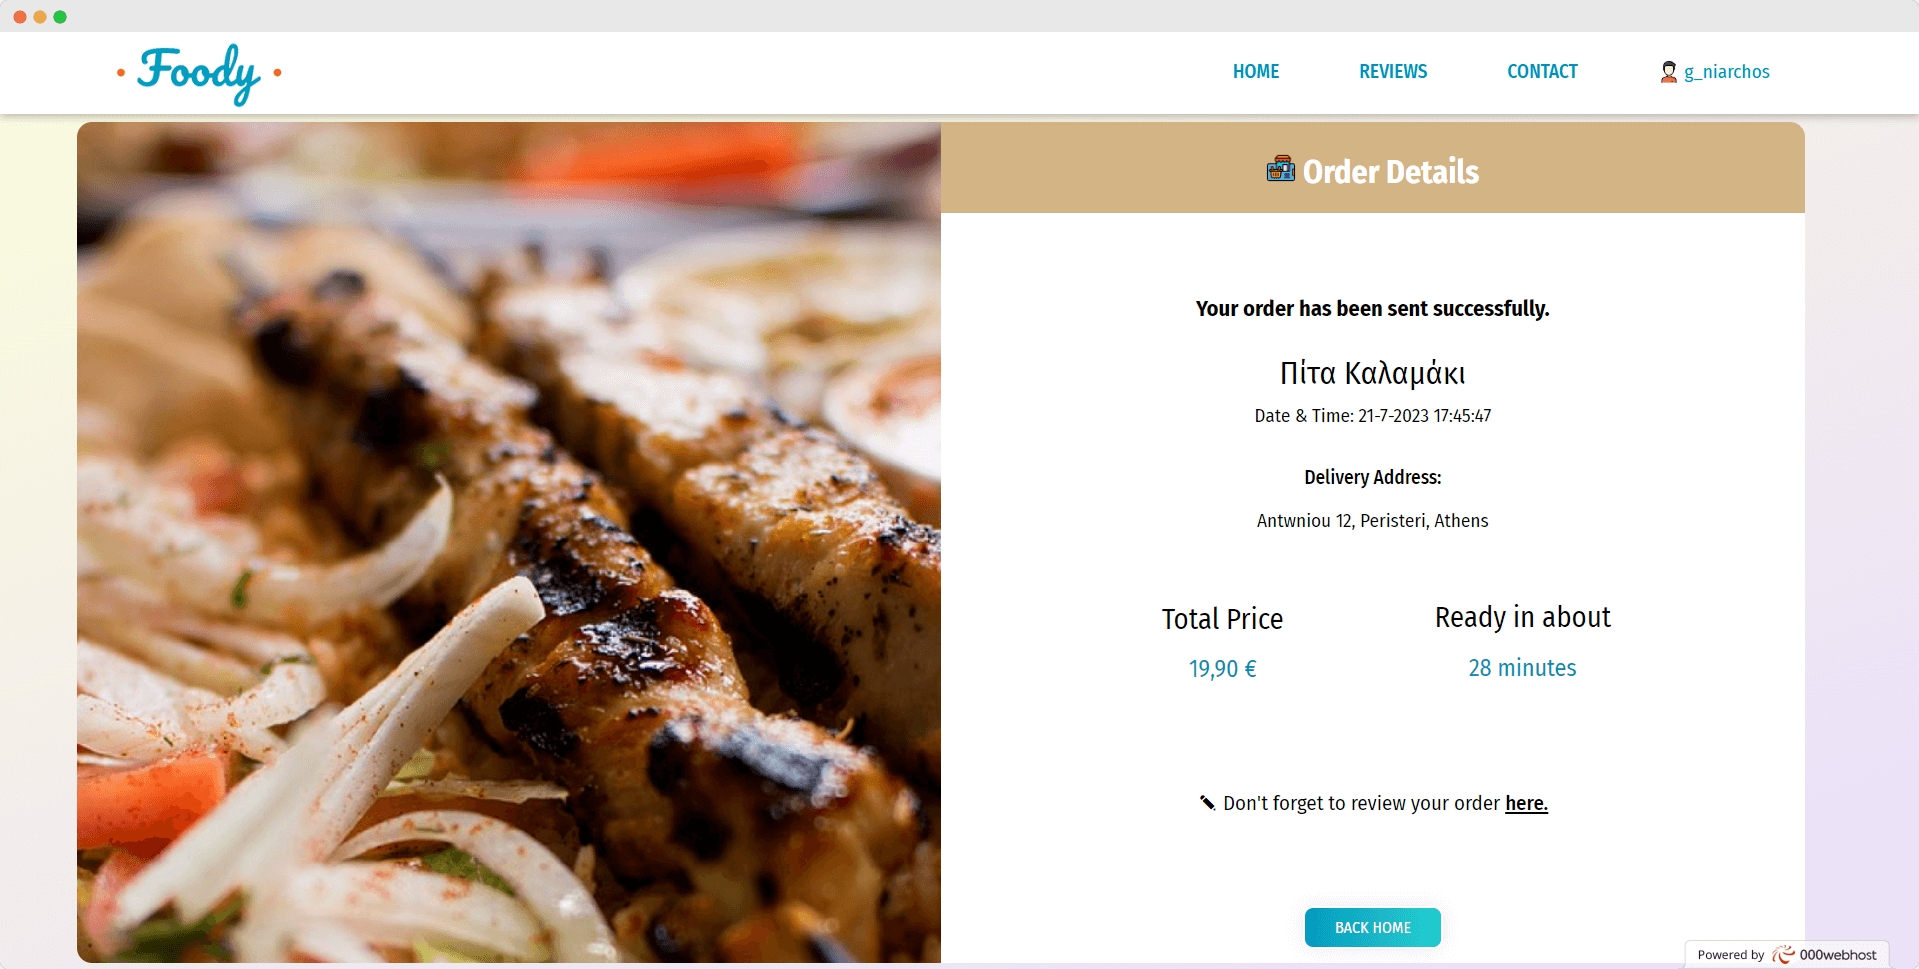 Foody
HOME
REVIEWS
CONTACT
g_niarchos
Order Details
Your order has been sent successfully.
Πίτα Καλαμάκι
Date & Time: 21-7-2023 17:45:47
Delivery Address:
Antwniou 12, Peristeri, Athens
Total Price
19,90 €
Ready in about
28 minutes
Don't forget to review your order here.
BACK HOME
Powered by 000webhost